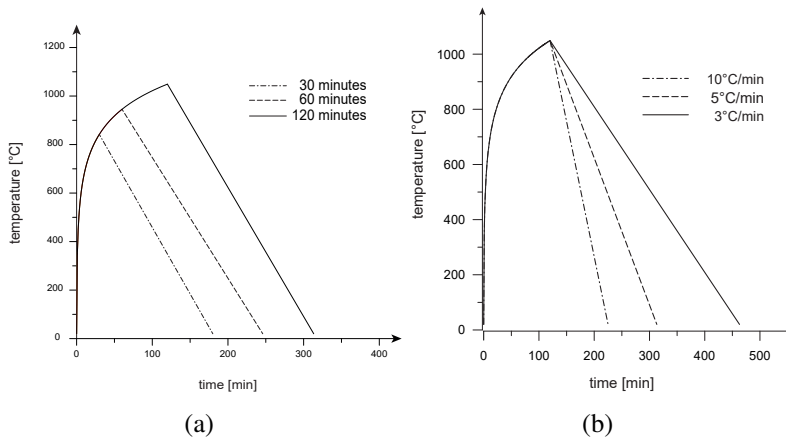 1200
1000
800
600
400
200
0
temperature [°C]
30 minutes
60 minutes
120 minutes
0
100
200
300
400
time [min]
(a)
1000
800
600
400
200
0
temperature [°C]
10°C/min
5°C/min
3°C/min
0
100
200
300
400
500
time [min]
(b)